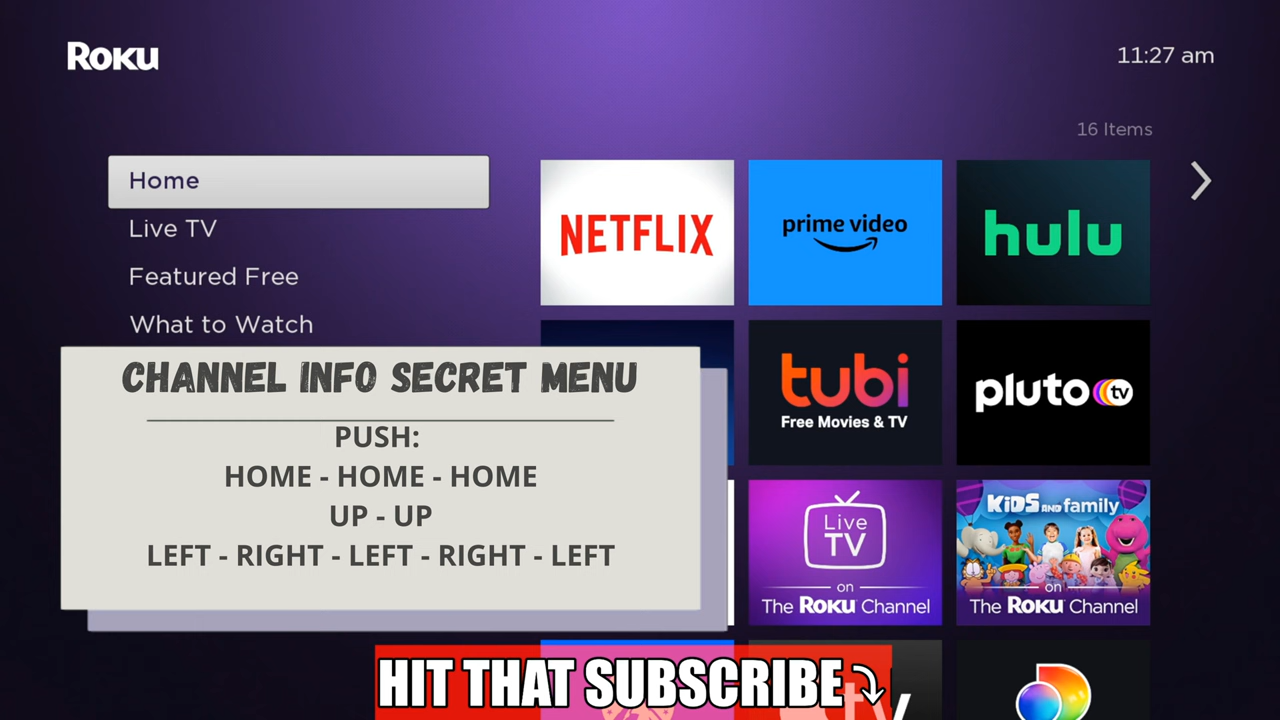 Roku
11:27 am
16 Items
Home
Live TV
Featured Free
What to Watch
NETFLIX
prime video
hulu
tubi
Free Movies & TV
pluto tv
CHANNEL INFO SECRET MENU
PUSH:
HOME - HOME - HOME
UP - UP
LEFT - RIGHT - LEFT - RIGHT - LEFT
Live
TV
on
The Roku Channel
KiDS AND family
on
The Roku Channel
HIT THAT SUBSCRIBE